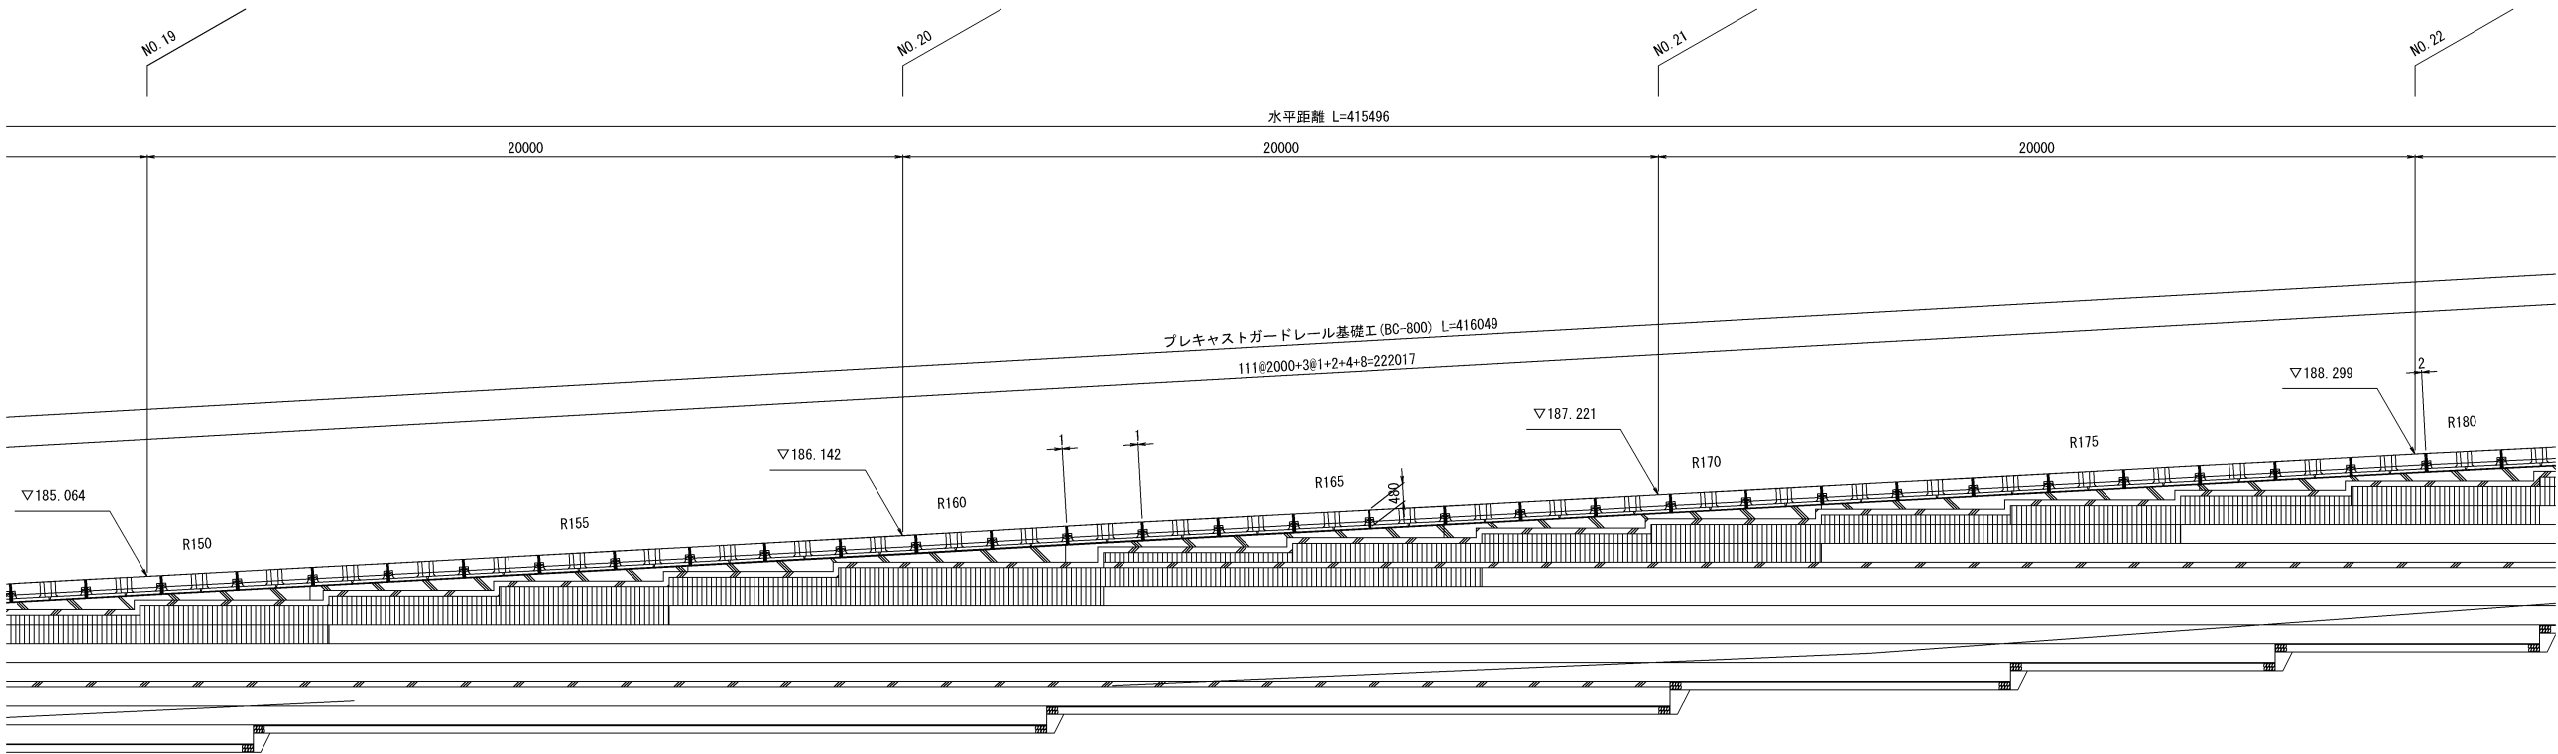 NO.19
NO.20
NO.21
NO.22
水平距離 L=415496
20000
20000
20000
プレキャストガードレール基礎工(BC-800) L=416049
111@2000+3@1+2+4+8=222017
2
▽188.299
▽187.221
R180
1
1
R175
▽186.142
R170
R165
480
▽185.064
R160
R155
R150